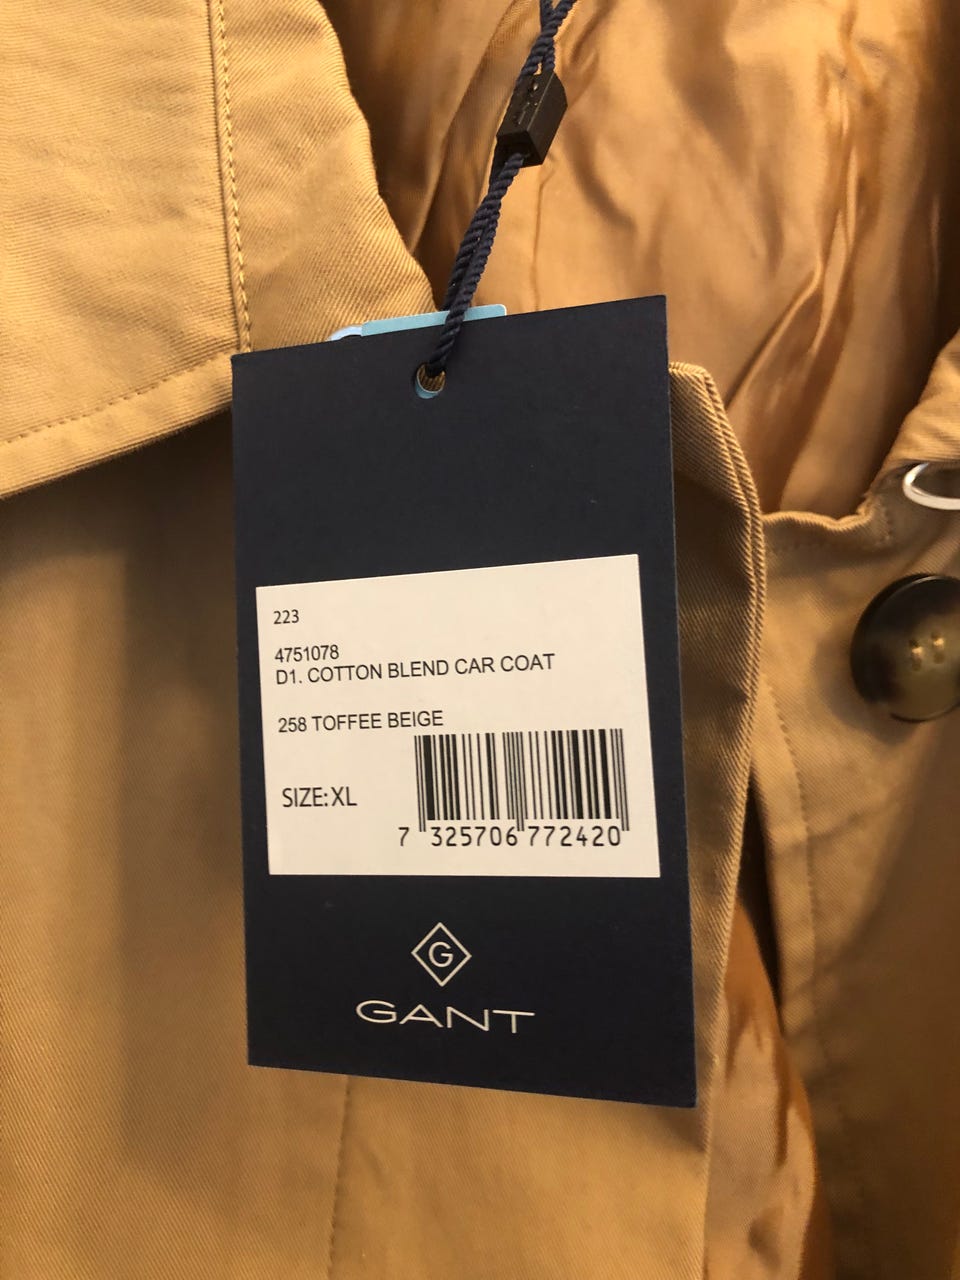 223
4751078
D1. COTTON BLEND CAR COAT
258 TOFFEE BEIGE
SIZE: XL
7 325706 772420
G
GANT